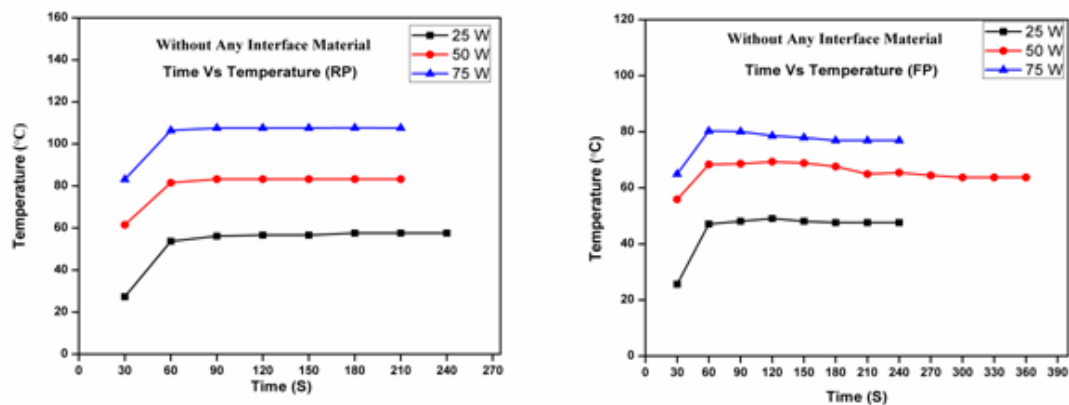 160
140
120
100
80
60
40
20
0
Temperature (°C)
Without Any Interface Material
Time Vs Temperature (RP)
25 W
50 W
75 W
0 30 60 90 120 150 180 210 240 270
Time (S)
120
100
80
60
40
20
0
Temperature (°C)
Without Any Interface Material
Time Vs Temperature (FP)
25 W
50 W
75 W
0 30 60 90 120 150 180 210 240 270 300 330 360 390
Time (S)